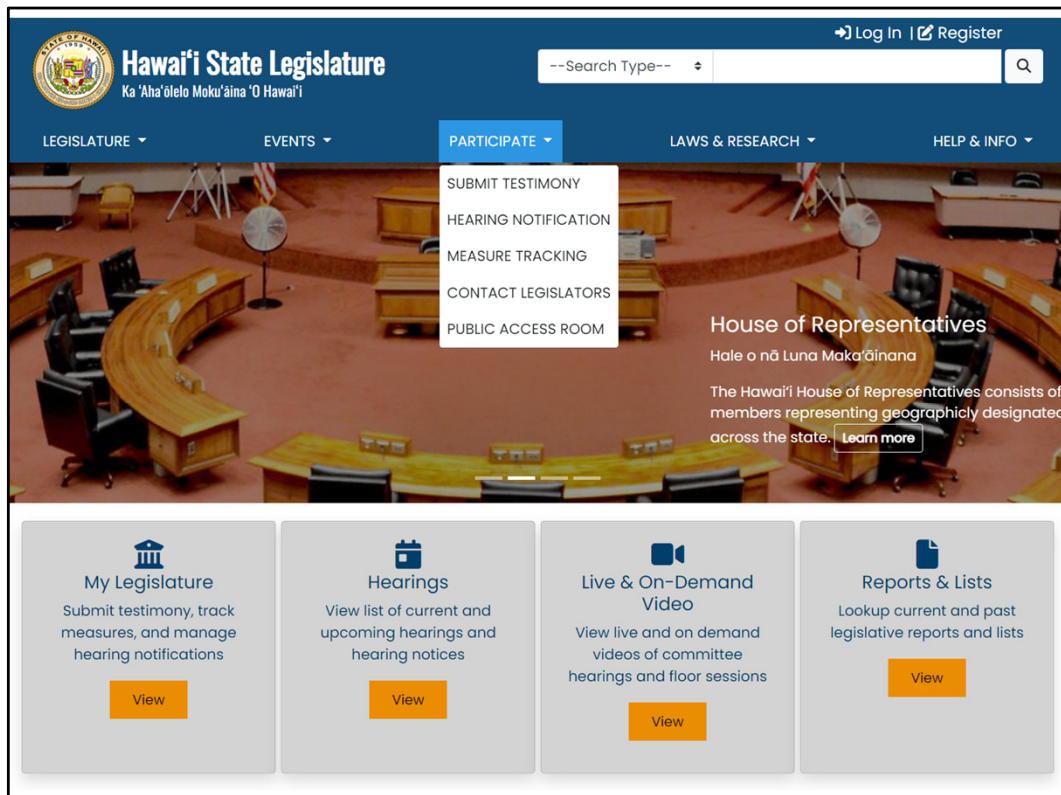 Log In | Register
Hawaiʻi State Legislature
Ka ʻAhaʻōlelo Mokuʻāina ʻO Hawaiʻi
--Search Type--
LEGISLATURE
EVENTS
PARTICIPATE
LAWS & RESEARCH
HELP & INFO
SUBMIT TESTIMONY
HEARING NOTIFICATION
MEASURE TRACKING
CONTACT LEGISLATORS
PUBLIC ACCESS ROOM
House of Representatives
Hale o nā Luna Makaʻāinana
The Hawaiʻi House of Representatives consists of
members representing geographicly designated
across the state. Learn more
My Legislature
Submit testimony, track
measures, and manage
hearing notifications
View
Hearings
View list of current and
upcoming hearings and
hearing notices
View
Live & On-Demand
Video
View live and on demand
videos of committee
hearings and floor sessions
View
Reports & Lists
Lookup current and past
legislative reports and lists
View
STATE OF HAWAII
1959